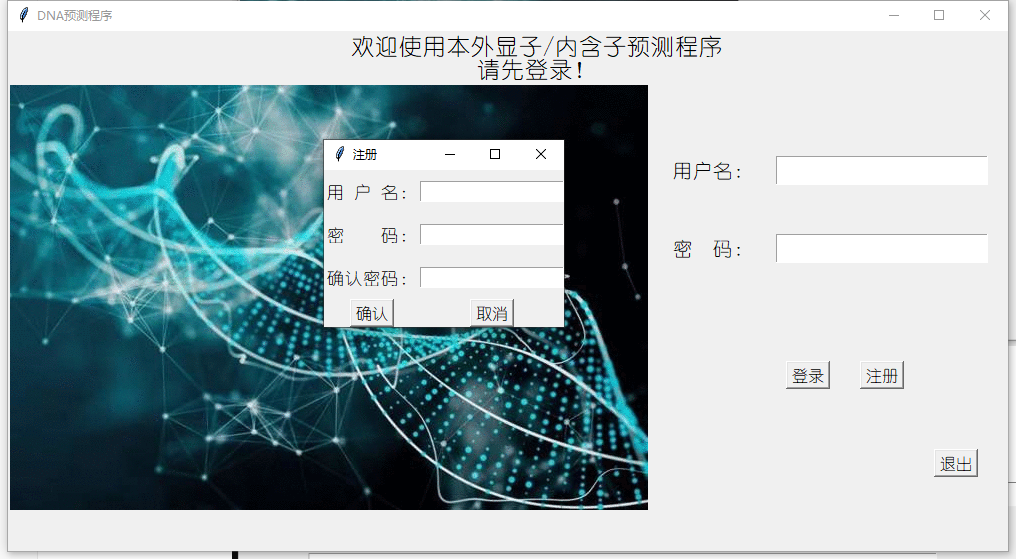 DNA预测程序
欢迎使用本外显子/内含子预测程序
请先登录!
注册
用 户 名:
密 码:
确认密码:
确认 取消
用户名:
密 码:
登录 注册
退出